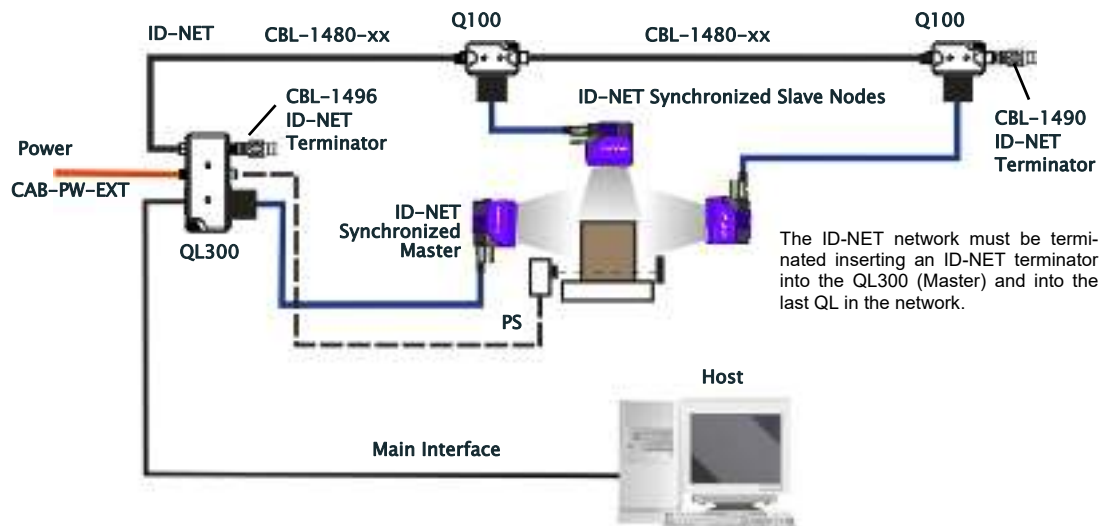 Q100
Q100
ID-NET
CBL-1480-xx
CBL-1480-xx
CBL-1496
ID-NET
Terminator
ID-NET Synchronized Slave Nodes
CBL-1490
ID-NET
Terminator
Power
CAB-PW-EXT
QL300
ID-NET
Synchronized
Master
PS
The ID-NET network must be termi-
nated inserting an ID-NET terminator
into the QL300 (Master) and into the
last QL in the network.
Host
Main Interface